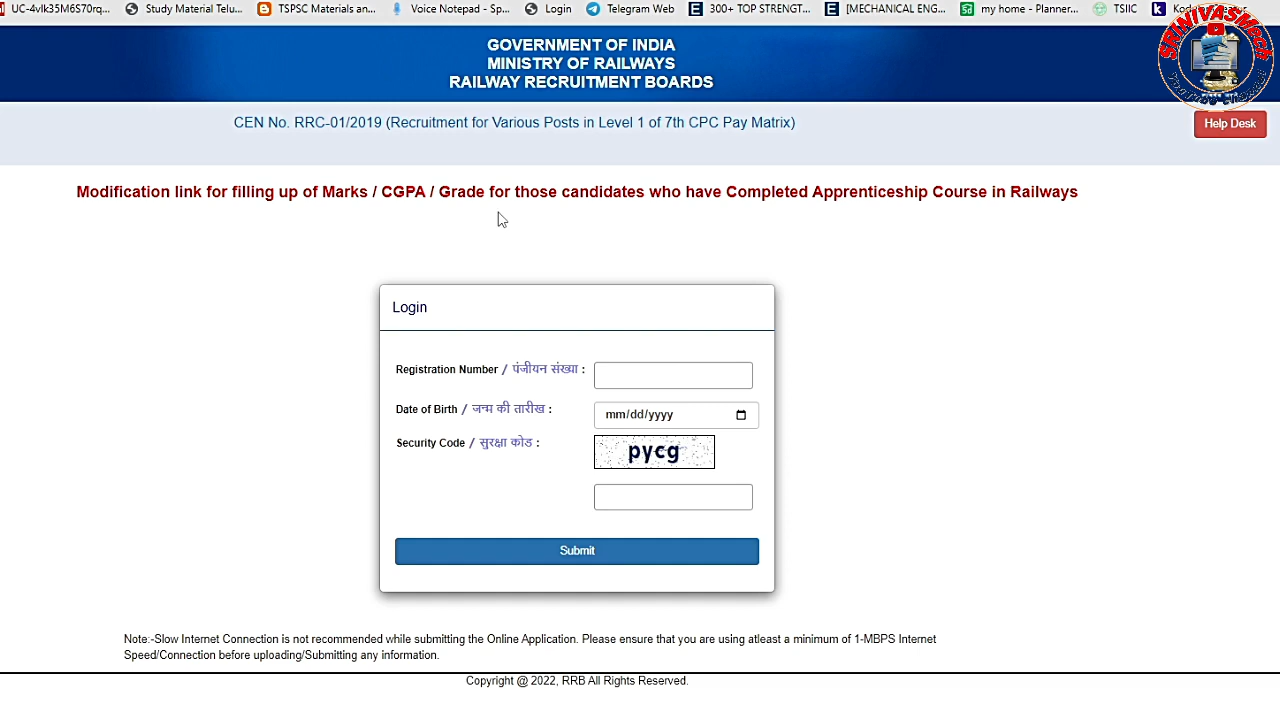 UC-4vlk35M6S70rq... Study Material Telu... TSPSC Materials an... Voice Notepad - Sp... Login Telegram Web 300+ TOP STRENGT... [MECHANICAL ENG... my home - Planner... TSIIC
SRINIVASMech
GOVERNMENT OF INDIA
MINISTRY OF RAILWAYS
RAILWAY RECRUITMENT BOARDS
CEN No. RRC-01/2019 (Recruitment for Various Posts in Level 1 of 7th CPC Pay Matrix)
Help Desk
Modification link for filling up of Marks / CGPA / Grade for those candidates who have Completed Apprenticeship Course in Railways
Login
Registration Number / पंजीयन संख्या :
Date of Birth / जन्म की तारीख :
mm/dd/yyyy
Security Code / सुरक्षा कोड :
pycg
Submit
Note:-Slow Internet Connection is not recommended while submitting the Online Application. Please ensure that you are using atleast a minimum of 1-MBPS Internet
Speed/Connection before uploading/Submitting any information.
Copyright @ 2022, RRB All Rights Reserved.